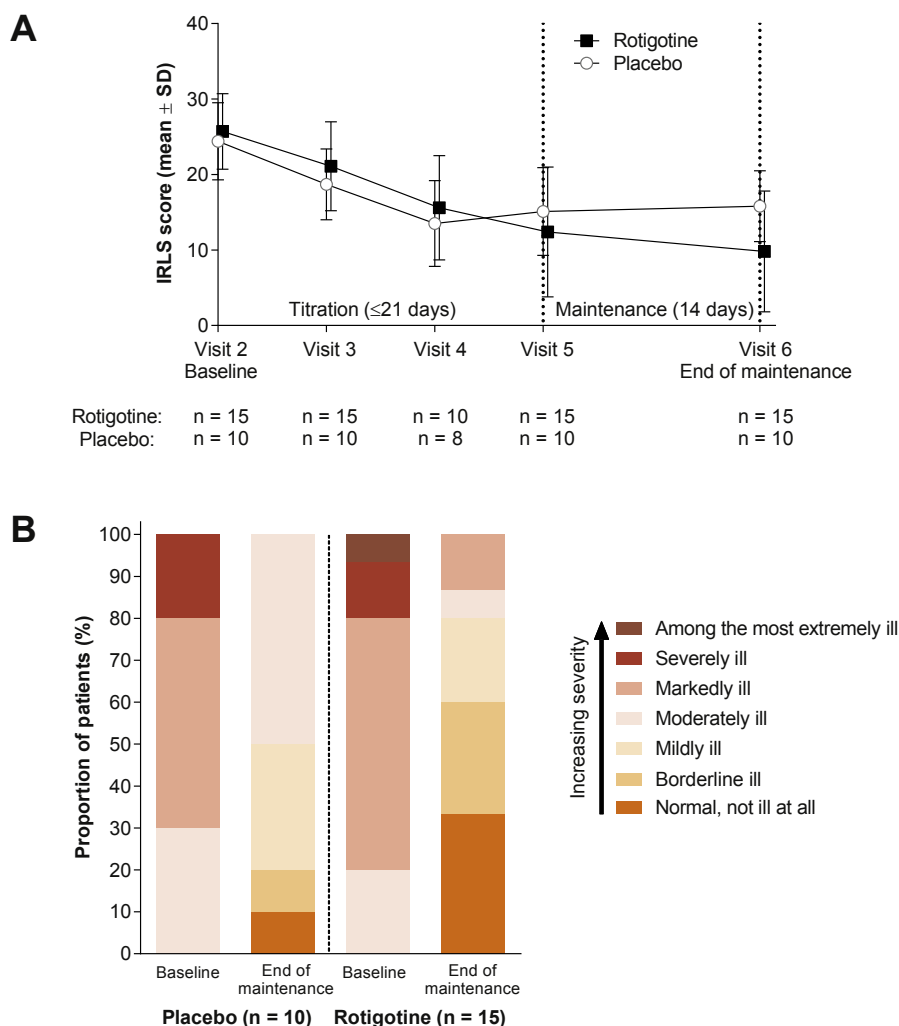 A
IRLS score (mean ± SD)
40
30
20
10
0
Rotigotine
Placebo
Titration (≤21 days)
Maintenance (14 days)
Visit 2
Baseline
Visit 3
Visit 4
Visit 5
Visit 6
End of maintenance
Rotigotine: n = 15 n = 15 n = 10 n = 15 n = 15
Placebo: n = 10 n = 10 n = 8 n = 10 n = 10
B
Proportion of patients (%)
100
90
80
70
60
50
40
30
20
10
0
Baseline
End of
maintenance
Baseline
End of
maintenance
Placebo (n = 10) Rotigotine (n = 15)
Increasing severity
Among the most extremely ill
Severely ill
Markedly ill
Moderately ill
Mildly ill
Borderline ill
Normal, not ill at all